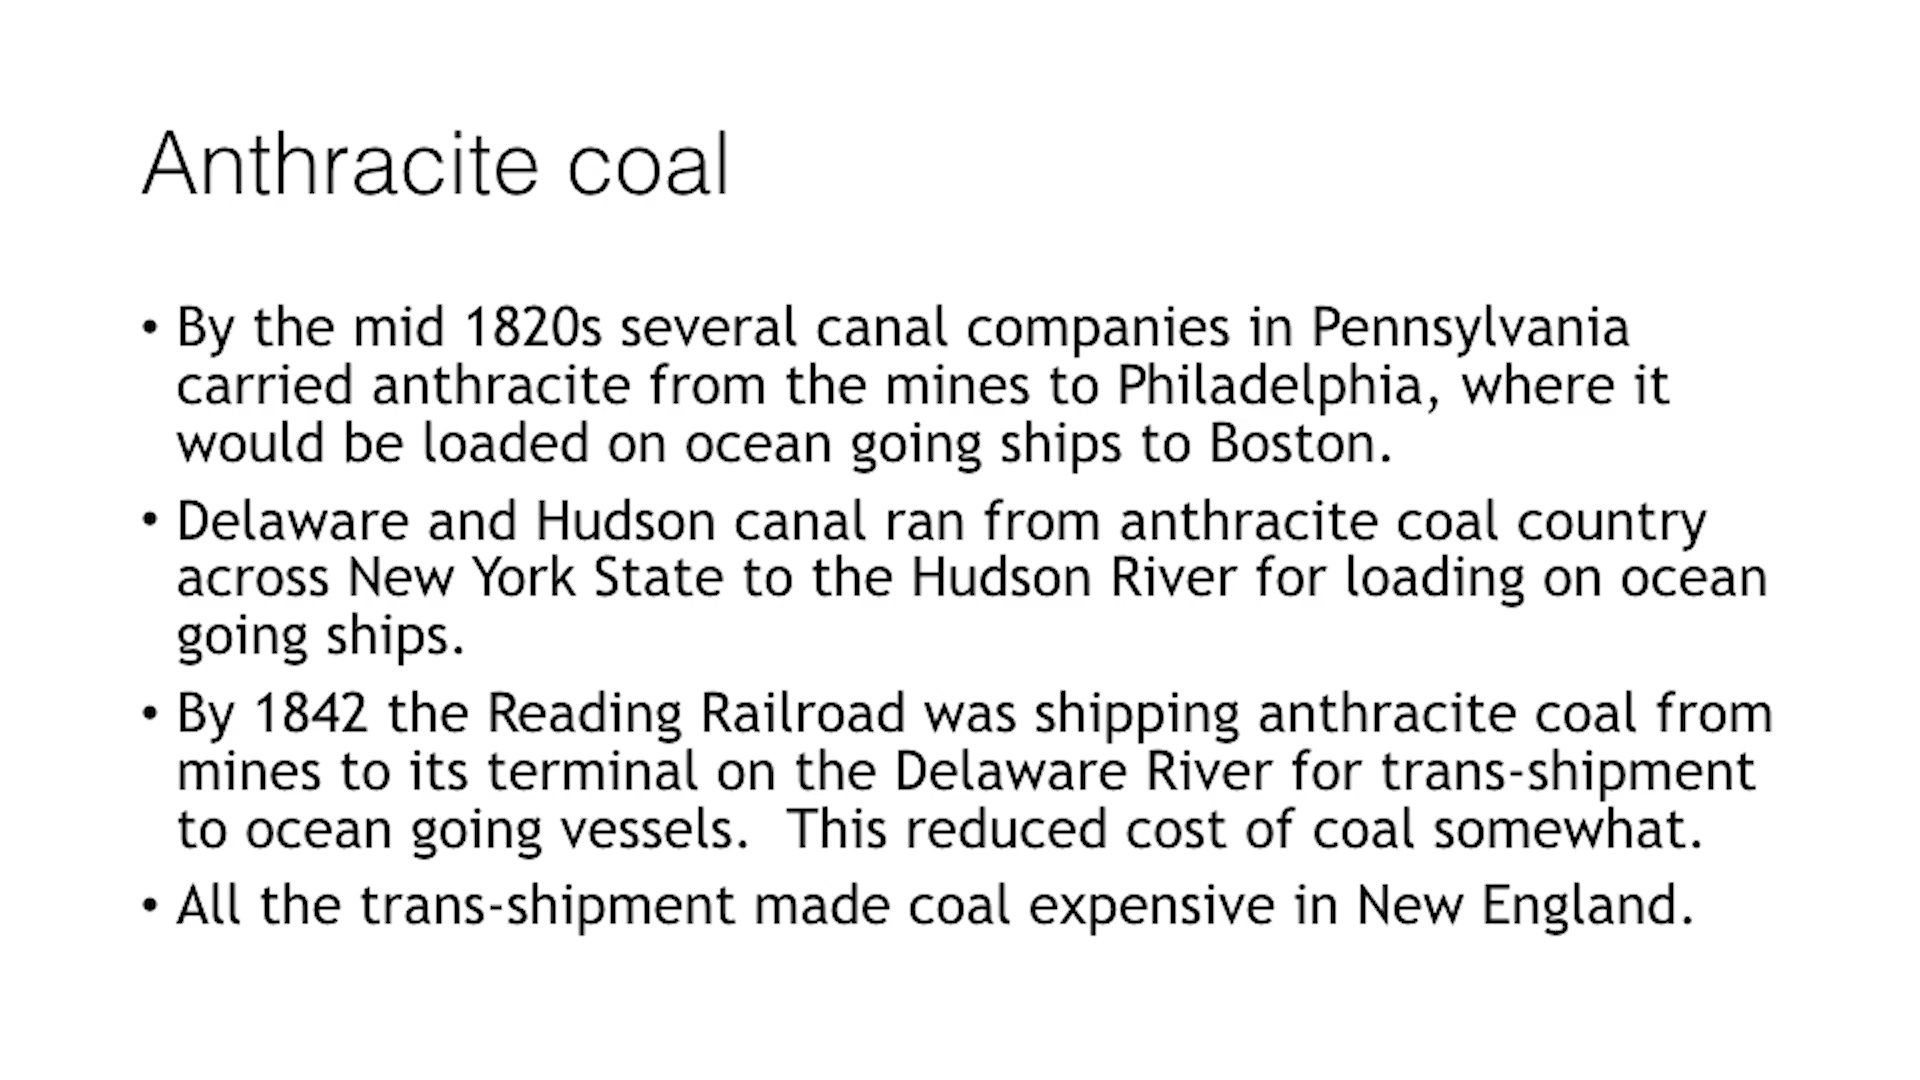 Anthracite coal
• By the mid 1820s several canal companies in Pennsylvania
carried anthracite from the mines to Philadelphia, where it
would be loaded on ocean going ships to Boston.
• Delaware and Hudson canal ran from anthracite coal country
across New York State to the Hudson River for loading on ocean
going ships.
• By 1842 the Reading Railroad was shipping anthracite coal from
mines to its terminal on the Delaware River for trans-shipment
to ocean going vessels.  This reduced cost of coal somewhat.
• All the trans-shipment made coal expensive in New England.